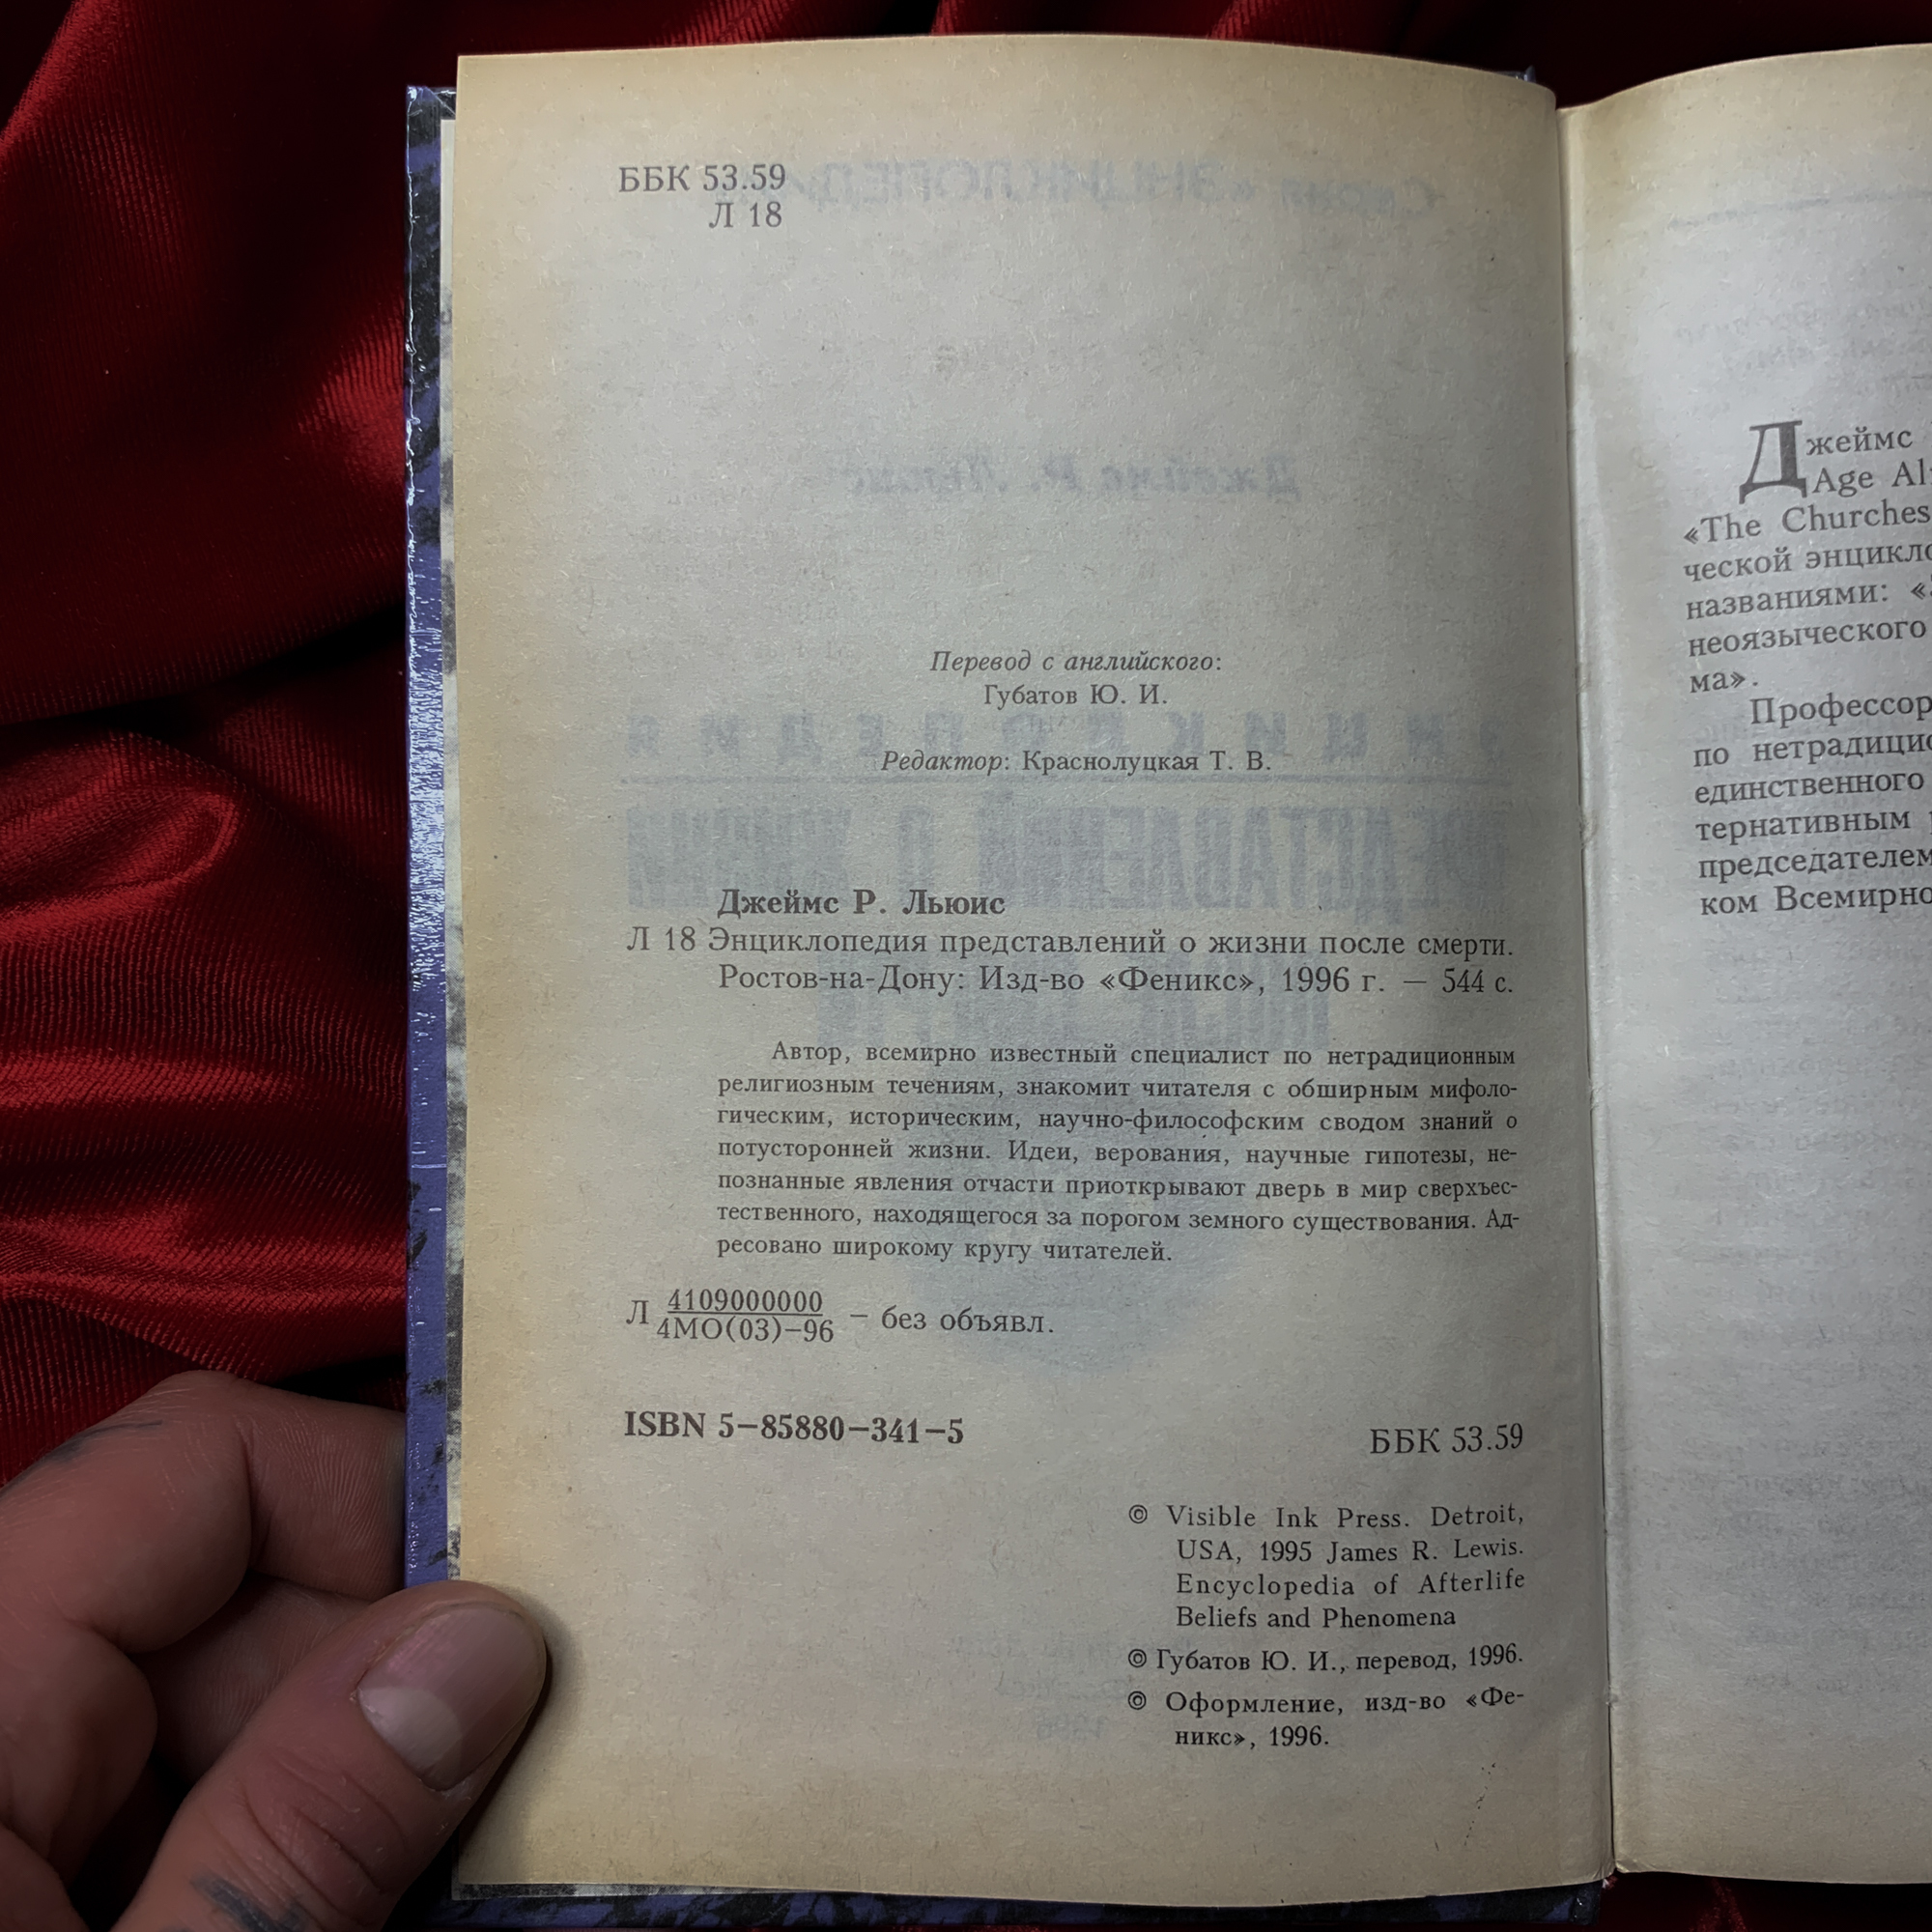 ББК 53.59
Л 18
Перевод с английского:
Губатов Ю. И.
Редактор: Краснолуцкая Т. В.
Джеймс Р. Льюис
Л 18 Энциклопедия представлений о жизни после смерти.
Ростов-на-Дону: Изд-во «Феникс», 1996 г. — 544 с.
Автор, всемирно известный специалист по нетрадиционным
религиозным течениям, знакомит читателя с обширным мифоло-
гическим, историческим, научно-философским сводом знаний о
потусторонней жизни. Идеи, верования, научные гипотезы, не-
познанные явления отчасти приоткрывают дверь в мир сверхъес-
тественного, находящегося за порогом земного существования. Ад-
ресовано широкому кругу читателей.
Л 4109000000
4МО(03)–96 – без объявл.
ISBN 5–85880–341–5
ББК 53.59
© Visible Ink Press. Detroit,
USA, 1995 James R. Lewis.
Encyclopedia of Afterlife
Beliefs and Phenomena
© Губатов Ю. И., перевод, 1996.
© Оформление, изд-во «Фе-
никс», 1996.
Джеймс
Age
«The Churches
ческой
названиями:
неоязыческого
ма».
Профессор
по
единственного
тернативным
председателем
ком